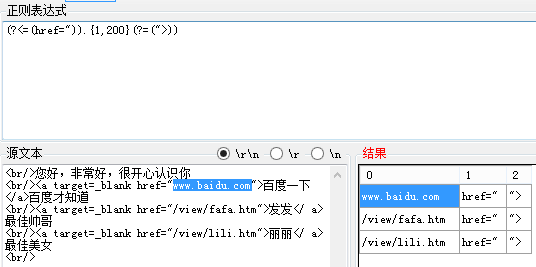 正则表达式
(?<=(href=")).{1,200}(?=(">))
源文本
\r\n
\r
\n
<br/>您好，非常好，很开心认识你
<br/><a target=_blank href="www.baidu.com">百度一下
</a>百度才知道
<br/><a target=_blank href="/view/fafa.htm">发发</ a>
最佳帅哥
<br/><a target=_blank href="/view/lili.htm">丽丽</ a>
最佳美女
<br/>
结果
0 1 2
www.baidu.com href=" ">
/view/fafa.htm href=" ">
/view/lili.htm href=" ">